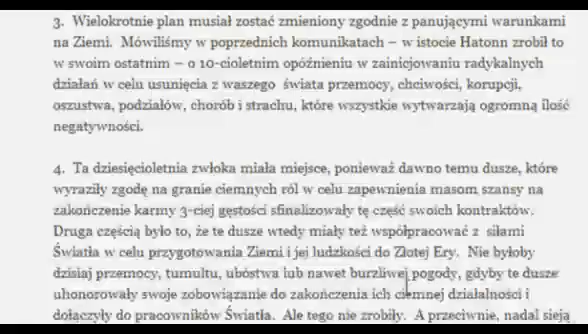 3. Wielokrotnie plan musiał zostać zmieniony zgodnie z panującymi warunkami
na Ziemi. Mówiliśmy w poprzednich komunikatach – w istocie Hatonn zrobił to
w swoim ostatnim – o 10-cioletnim opóźnieniu w zainicjowaniu radykalnych
działań w celu usunięcia z waszego świata przemocy, chciwości, korupcji,
oszustwa, podziałów, chorób i strachu, które wszystkie wytwarzają ogromną ilość
negatywności.
4. Ta dziesięcioletnia zwłoka miała miejsce, ponieważ dawno temu dusze, które
wyraziły zgodę na granie ciemnych ról w celu zapewnienia masom szansy na
zakończenie karmy 3-ciej gęstości sfinalizowały tę część swoich kontraktów.
Druga częścią było to, że te dusze wtedy miały też współpracować z siłami
Światła w celu przygotowania Ziemi i jej ludzkości do Złotej Ery. Nie byłoby
dzisiaj przemocy, tumultu, ubóstwa lub nawet burzliwej pogody, gdyby te dusze
uhonorowały swoje zobowiązanie do zakończenia ich ciemnej działalności i
dołączyły do pracowników Światła. Ale tego nie zrobiły. A przeciwnie, nadal sieją